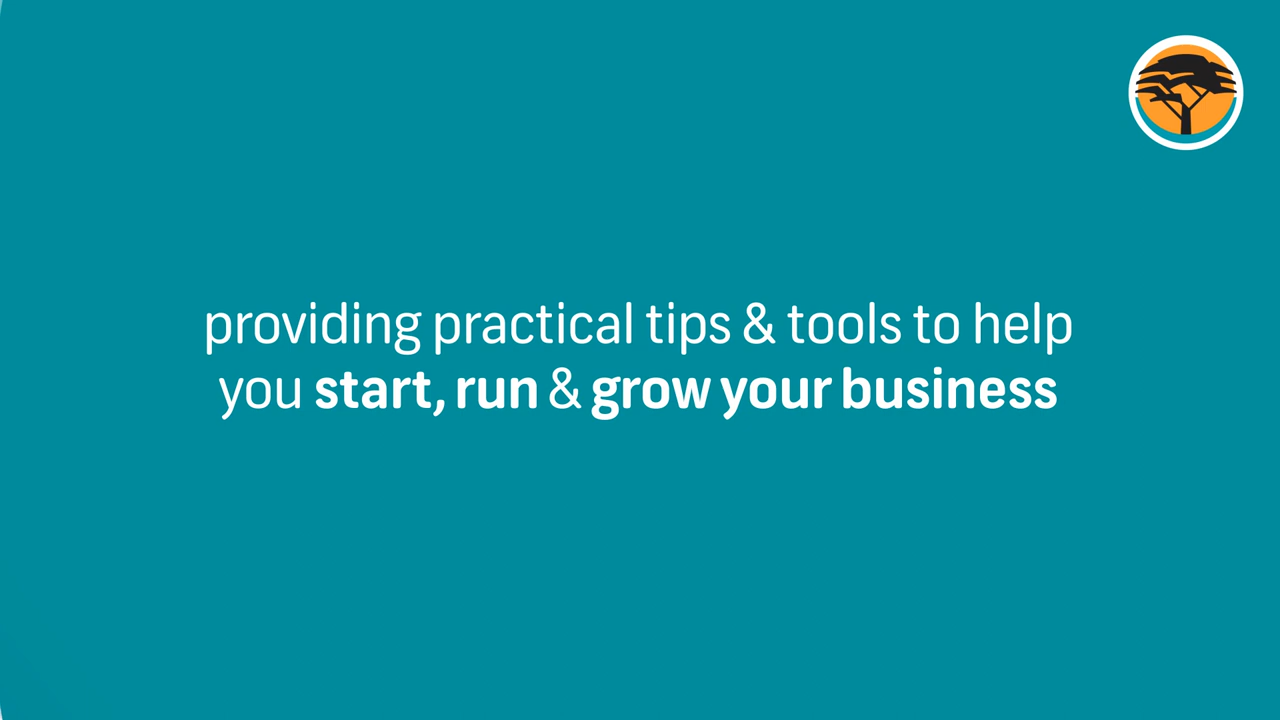 providing practical tips & tools to help
you start, run & grow your business